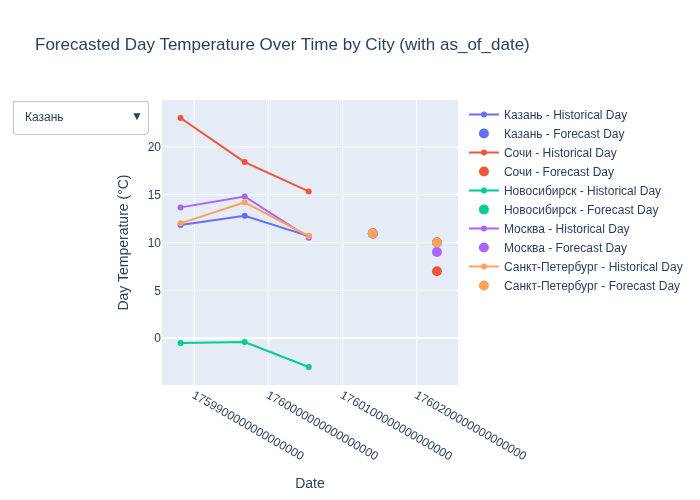 Forecasted Day Temperature Over Time by City (with as_of_date)
Казань ▼
Казань - Historical Day
Казань - Forecast Day
Сочи - Historical Day
Сочи - Forecast Day
Новосибирск - Historical Day
Новосибирск - Forecast Day
Москва - Historical Day
Москва - Forecast Day
Санкт-Петербург - Historical Day
Санкт-Петербург - Forecast Day
Day Temperature (°C)
20
15
10
5
0
1759900000000000000
1760000000000000000
1760100000000000000
1760200000000000000
Date